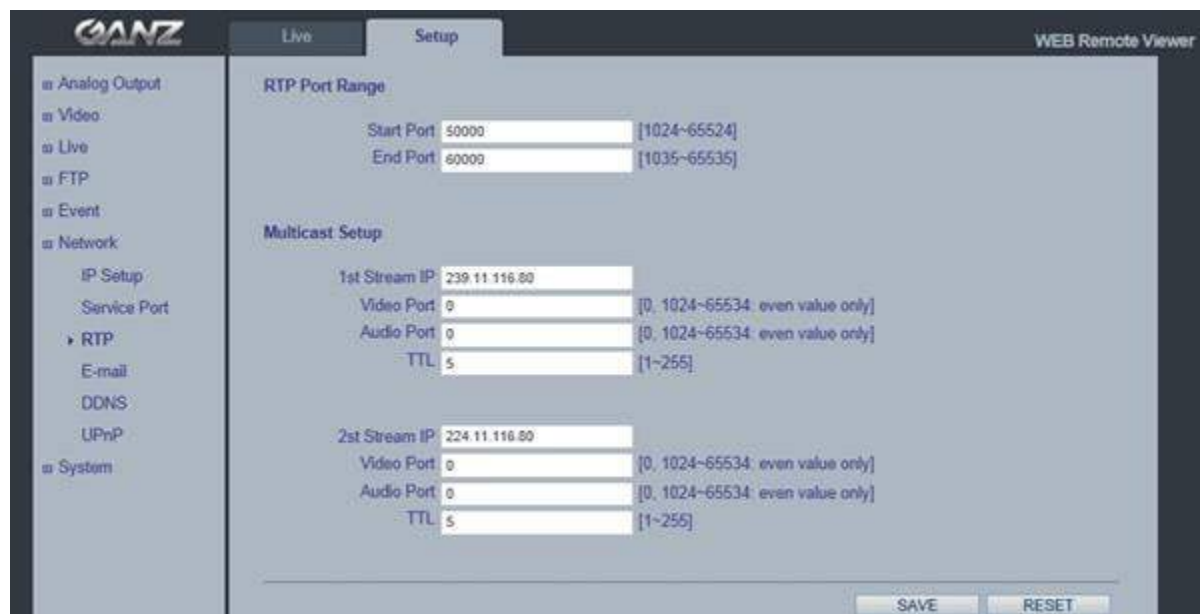 GANZ
Live
Setup
WEB Remote Viewer
Analog Output
Video
Live
FTP
Event
Network
IP Setup
Service Port
RTP
E-mail
DDNS
UPnP
System
RTP Port Range
Start Port 50000 [1024~65524]
End Port 60000 [1035~65535]
Multicast Setup
1st Stream IP 239.11.116.80
Video Port 0 [0, 1024~65534: even value only]
Audio Port 0 [0, 1024~65534: even value only]
TTL 5 [1~255]
2st Stream IP 224.11.116.80
Video Port 0 [0, 1024~65534: even value only]
Audio Port 0 [0, 1024~65534: even value only]
TTL 5 [1~255]
SAVE
RESET